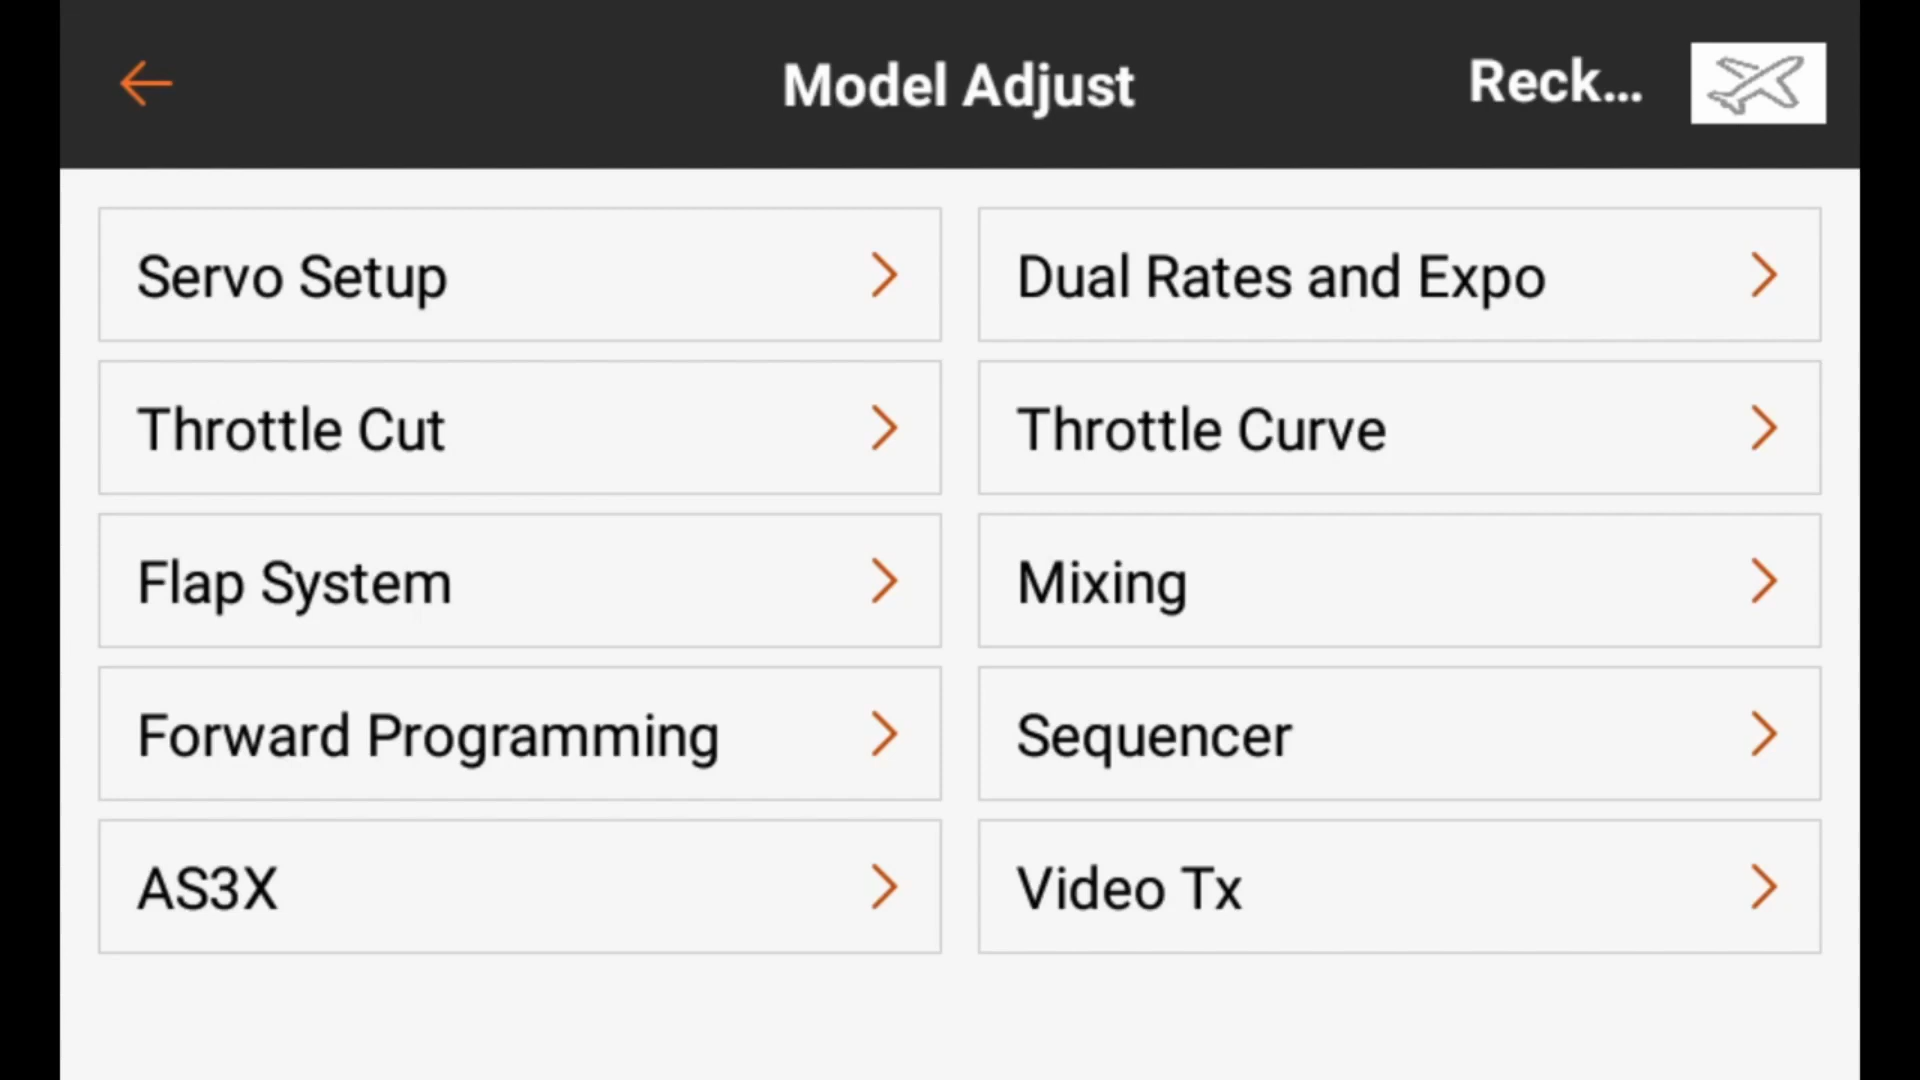 Model Adjust
Reck...
Servo Setup
Dual Rates and Expo
Throttle Cut
Throttle Curve
Flap System
Mixing
Forward Programming
Sequencer
AS3X
Video Tx